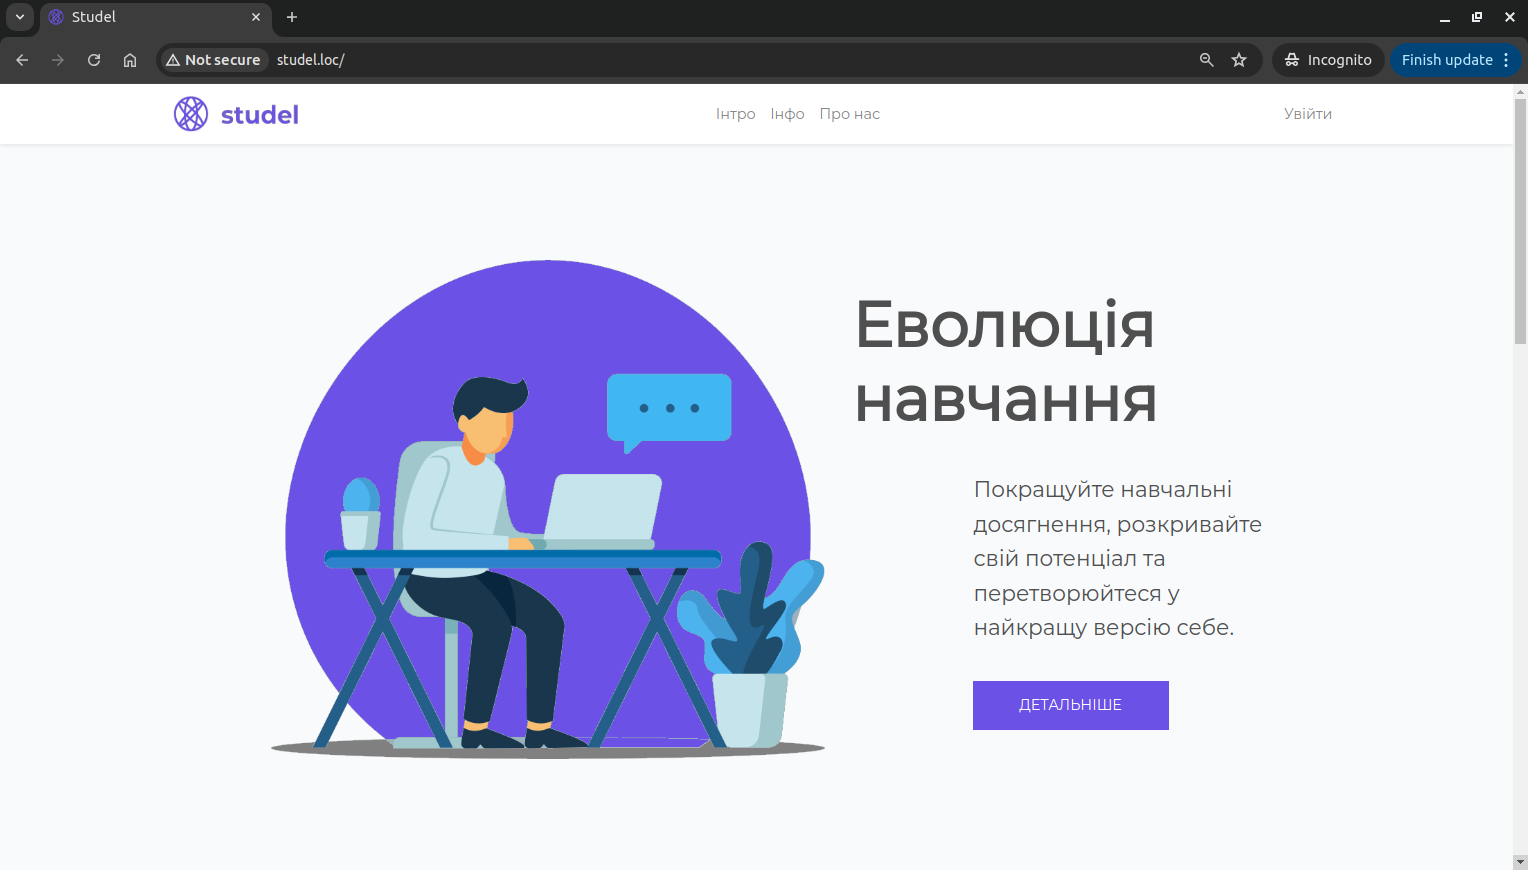 Studel
Not secure studel.loc/ Incognito Finish update
studel Інтро Інфо Про нас Увійти
Еволюція
навчання
Покращуйте навчальні
досягнення, розкривайте
свій потенціал та
перетворюйтеся у
найкращу версію себе.
ДЕТАЛЬНІШЕ